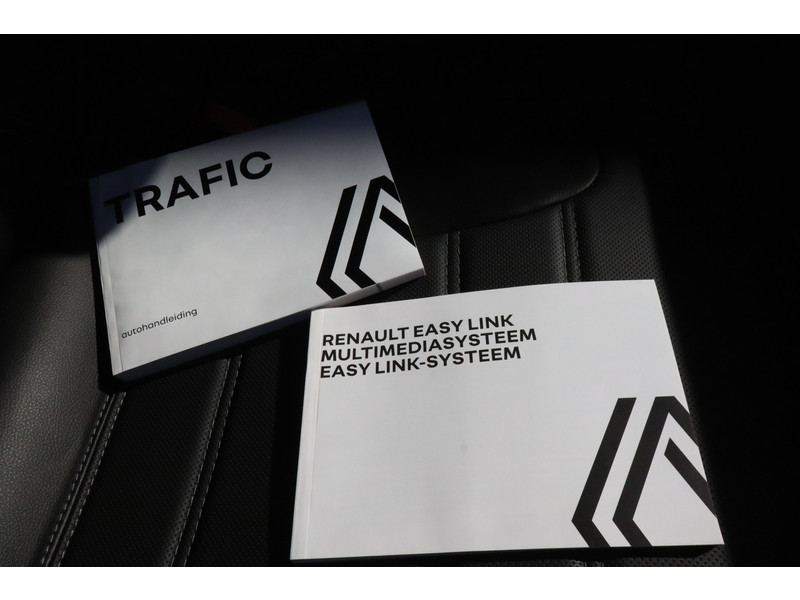 TRAFIC
autohandleiding
RENAULT EASY LINK
MULTIMEDIASYSTEEM
EASY LINK-SYSTEEM